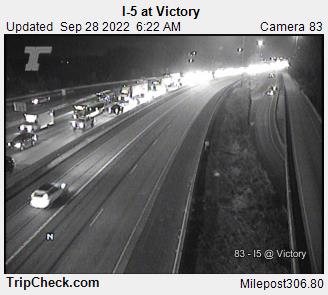 I-5 at Victory
Updated Sep 28 2022 6:22 AM Camera 83
T
N
83 - I5 @ Victory
TripCheck.com Milepost306.80